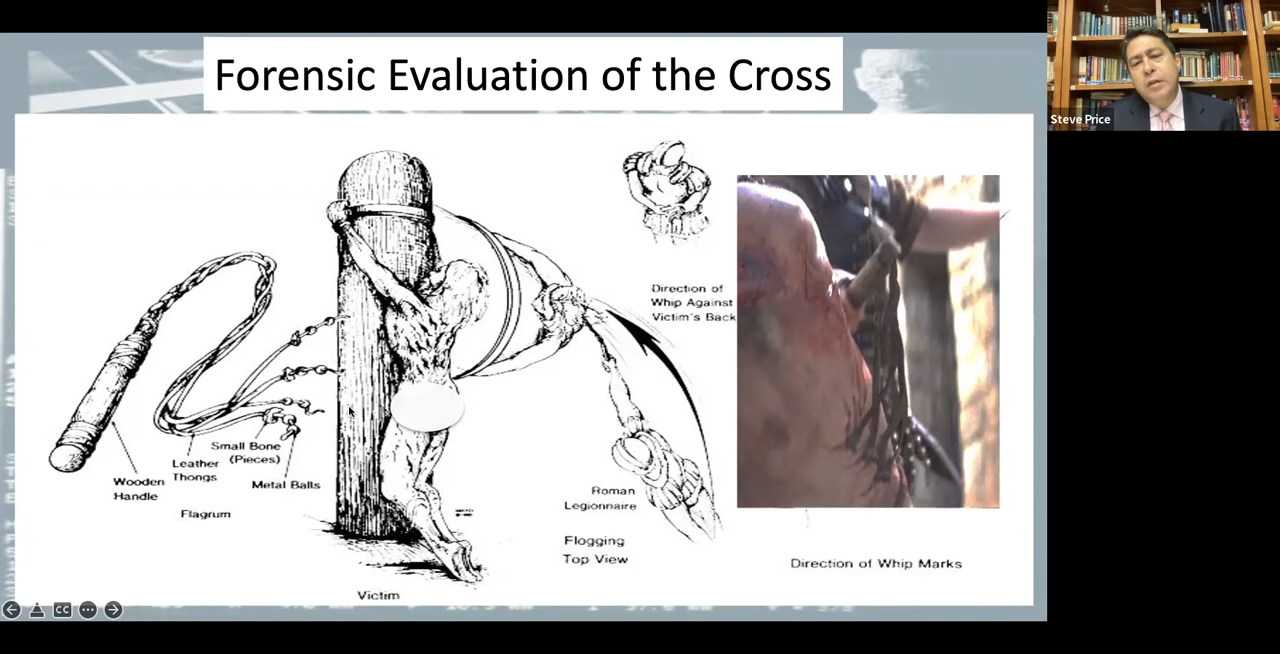 Forensic Evaluation of the Cross
Steve Price
Direction of
Whip Against
Victim's Back
Small Bone
(Pieces)
Leather
Thongs
Metal Balls
Wooden
Handle
Flagrum
Roman
Legionnaire
Flogging
Top View
Direction of Whip Marks
Victim
CC